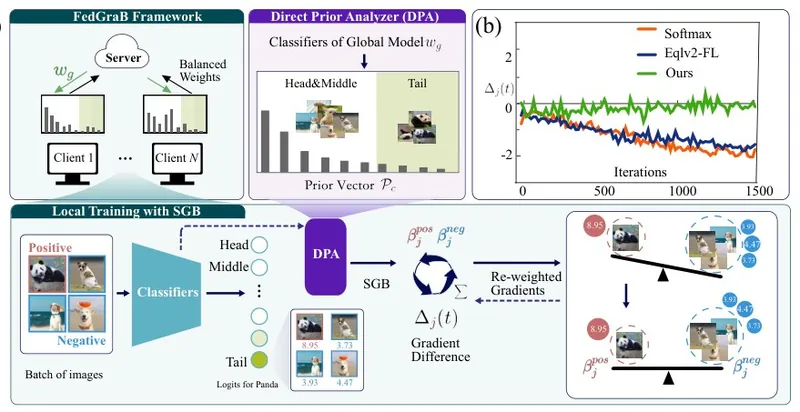 FedGraB Framework
Server
w_g
Balanced
Weights
Client 1
...
Client N
Direct Prior Analyzer (DPA)
Classifiers of Global Model w_g
Head&Middle
Tail
Prior Vector P_c
(b)
Softmax
Eqlv2-FL
Ours
Δ_j(t)
2
0
-2
Iterations
0 500 1000 1500
Local Training with SGB
Positive
Negative
Batch of images
Classifiers
Head
Middle
Tail
Logits for Panda
8.95 3.73
3.93 4.47
DPA
SGB
β_j^pos β_j^neg
Σ
Δ_j(t)
Gradient
Difference
Re-weighted
Gradients
8.95
3.93
4.47
3.73
8.95
3.93
4.47
3.73
β_j^pos
β_j^neg